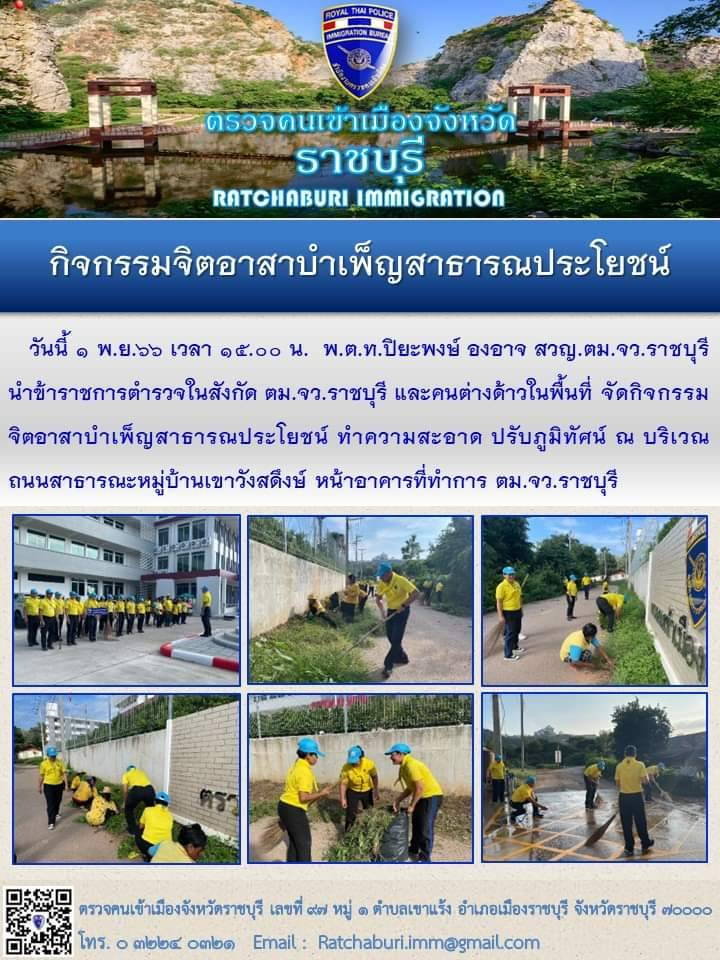 ROYAL THAI POLICE
IMMIGRATION BUREAU
ตรวจคนเข้าเมืองจังหวัด
ราชบุรี
RATCHABURI IMMIGRATION
กิจกรรมจิตอาสาบำเพ็ญสาธารณประโยชน์
วันนี้ ๑ พ.ย.๖๖ เวลา ๑๕.๐๐ น. พ.ต.ท.ปิยะพงษ์ องอาจ สวญ.ตม.จว.ราชบุรี
นำข้าราชการตำรวจในสังกัด ตม.จว.ราชบุรี และคนต่างด้าวในพื้นที่ จัดกิจกรรม
จิตอาสาบำเพ็ญสาธารณประโยชน์ ทำความสะอาด ปรับภูมิทัศน์ ณ บริเวณ
ถนนสาธารณะหมู่บ้านเขาวังสดึงษ์ หน้าอาคารที่ทำการ ตม.จว.ราชบุรี
ตรวจคนเข้าเมืองจังหวัดราชบุรี เลขที่ ๙๗ หมู่ ๑ ตำบลเขาแร้ง อำเภอเมืองราชบุรี จังหวัดราชบุรี ๗๐๐๐๐
โทร. ๐ ๓๒๒๔ ๐๓๒๑ Email : Ratchaburi.imm@gmail.com